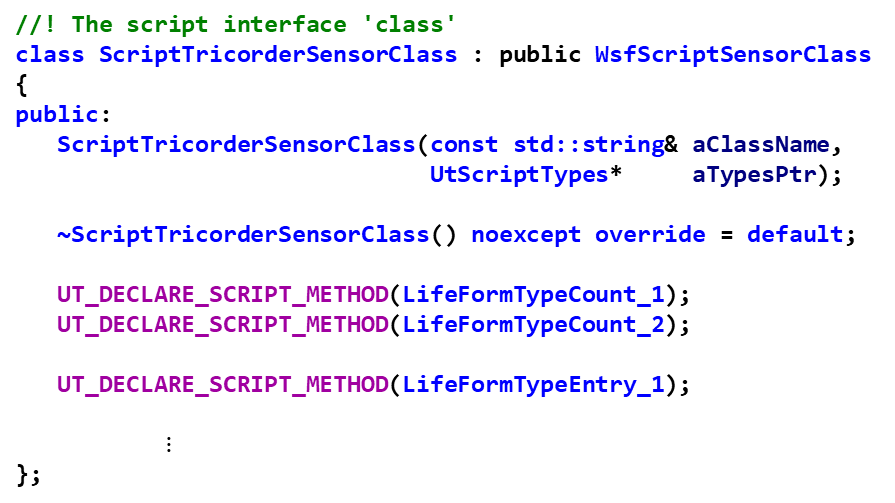 //! The script interface 'class'
class ScriptTricorderSensorClass : public WsfScriptSensorClass
{
public:
   ScriptTricorderSensorClass(const std::string& aClassName,
                              UtScriptTypes*     aTypesPtr);

   ~ScriptTricorderSensorClass() noexcept override = default;

   UT_DECLARE_SCRIPT_METHOD(LifeFormTypeCount_1);
   UT_DECLARE_SCRIPT_METHOD(LifeFormTypeCount_2);

   UT_DECLARE_SCRIPT_METHOD(LifeFormTypeEntry_1);

           ⋮
};